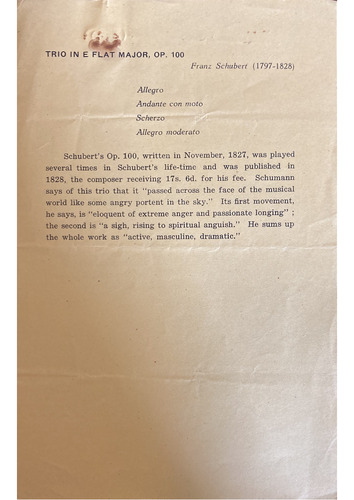 TRIO IN E FLAT MAJOR, OP. 100
Franz Schubert (1797-1828)
Allegro
Andante con moto
Scherzo
Allegro moderato
Schubert's Op. 100, written in November, 1827, was played
several times in Schubert's life-time and was published in
1828, the composer receiving 17s. 6d. for his fee. Schumann
says of this trio that it "passed across the face of the musical
world like some angry portent in the sky." Its first movement,
he says, is "eloquent of extreme anger and passionate longing" ;
the second is "a sigh, rising to spiritual anguish." He sums up
the whole work as "active, masculine, dramatic."